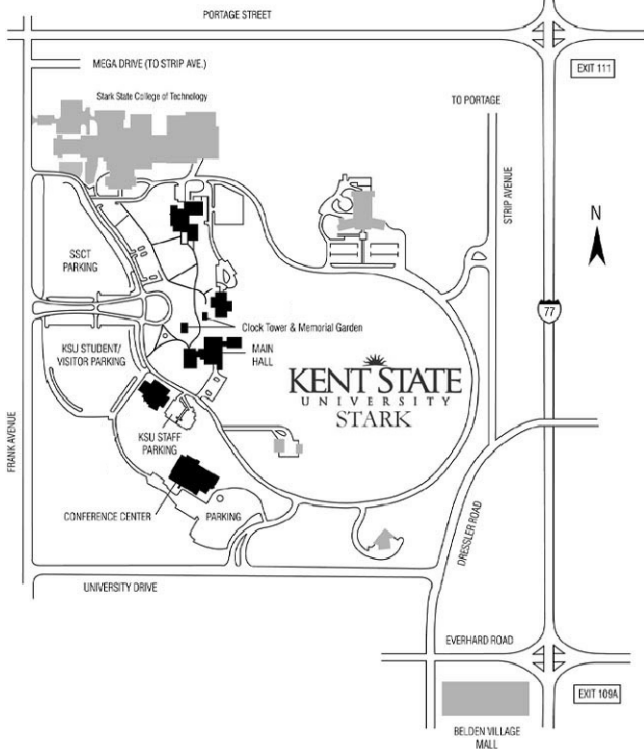 PORTAGE STREET
MEGA DRIVE (TO STRIP AVE.)
EXIT 111
Stark State College of Technology
TO PORTAGE
STRIP AVENUE
N
SSCT
PARKING
77
Clock Tower & Memorial Garden
KSU STUDENT/
VISITOR PARKING
MAIN
HALL
KENT STATE
UNIVERSITY
STARK
FRANK AVENUE
KSU STAFF
PARKING
CONFERENCE CENTER
PARKING
DRESSLER ROAD
UNIVERSITY DRIVE
EVERHARD ROAD
EXIT 109A
BELDEN VILLAGE
MALL